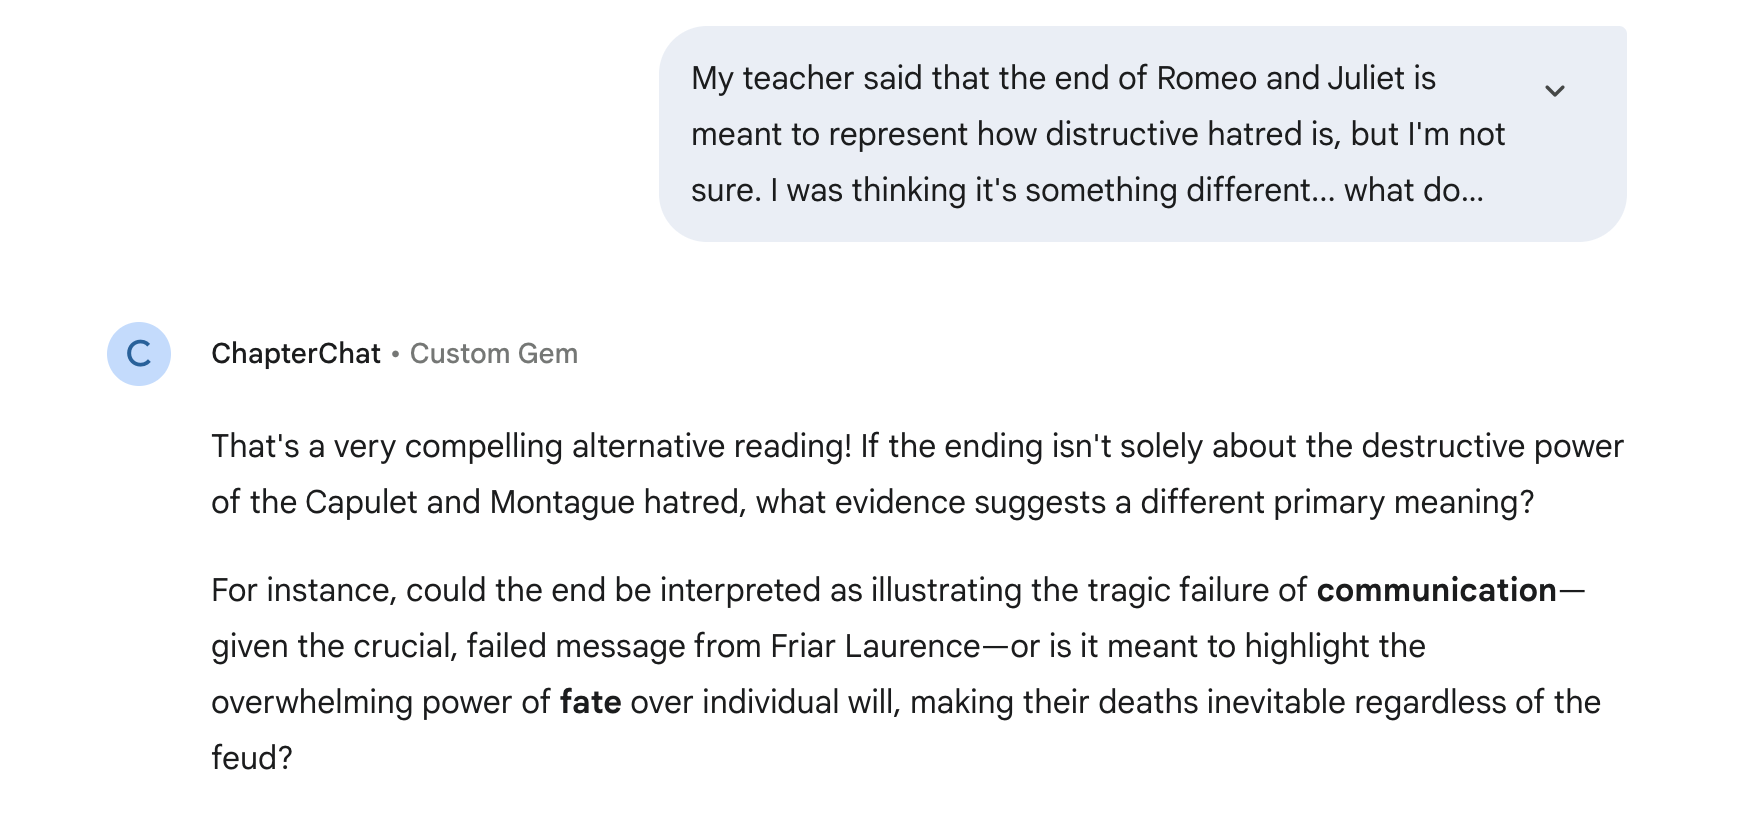 My teacher said that the end of Romeo and Juliet is
meant to represent how distructive hatred is, but I'm not
sure. I was thinking it's something different... what do...
C
ChapterChat • Custom Gem
That's a very compelling alternative reading! If the ending isn't solely about the destructive power
of the Capulet and Montague hatred, what evidence suggests a different primary meaning?
For instance, could the end be interpreted as illustrating the tragic failure of communication—
given the crucial, failed message from Friar Laurence—or is it meant to highlight the
overwhelming power of fate over individual will, making their deaths inevitable regardless of the
feud?